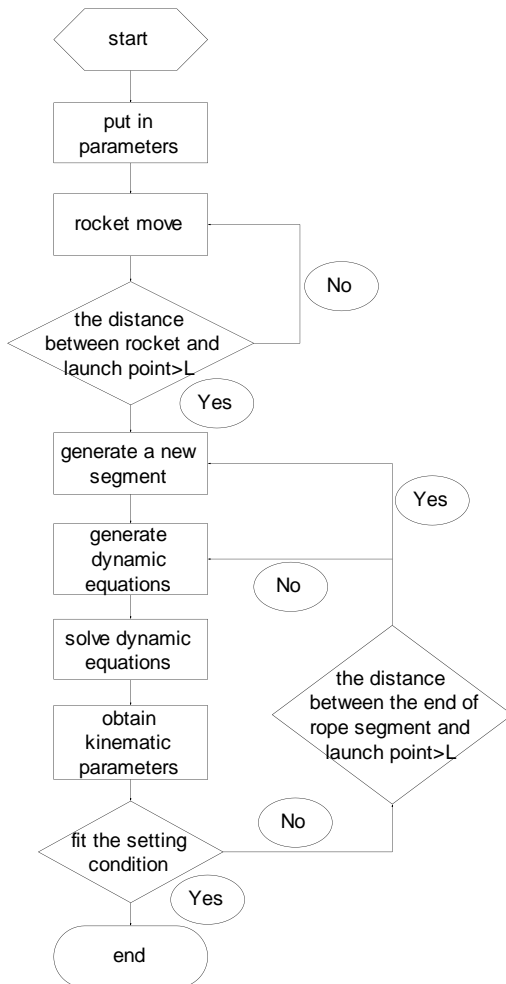 start
put in
parameters
rocket move
No
the distance
between rocket and
launch point>L
Yes
generate a new
segment
Yes
generate
dynamic
equations
No
solve dynamic
equations
the distance
between the end of
rope segment and
launch point>L
obtain
kinematic
parameters
No
fit the setting
condition
Yes
end